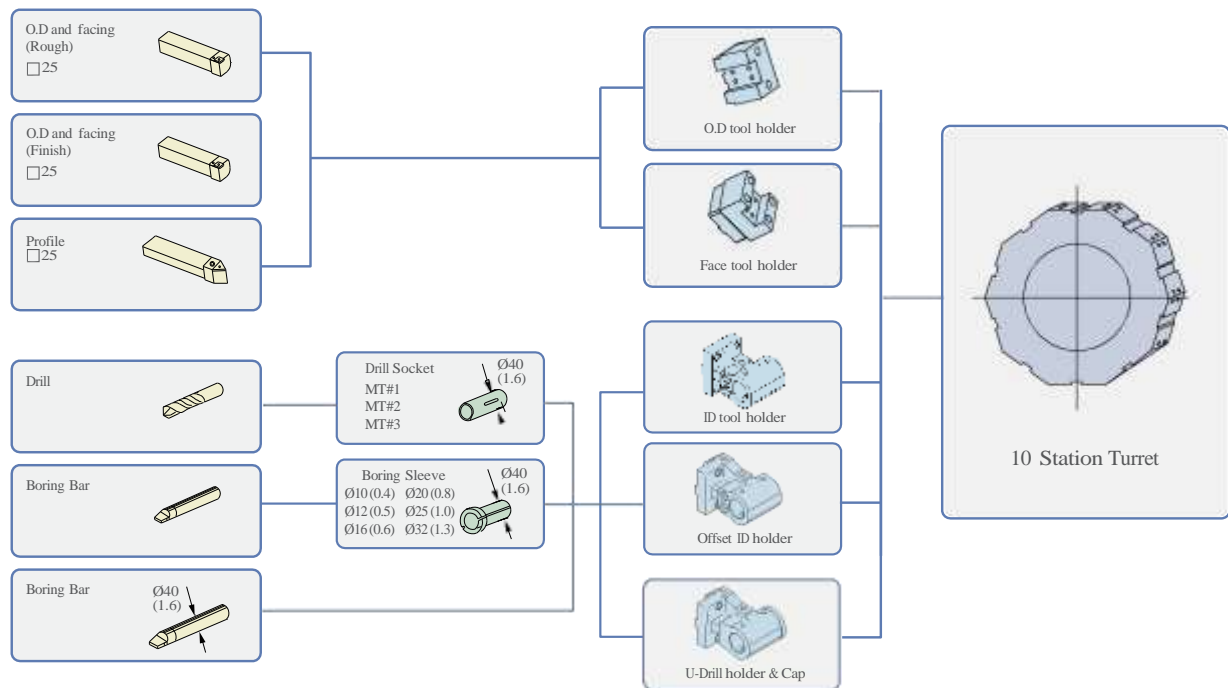 O.D and facing
(Rough)
□25
O.D and facing
(Finish)
□25
Profile
□25
Drill
Boring Bar
Boring Bar
Ø40
(1.6)
Drill Socket
MT#1
MT#2
MT#3
Ø40
(1.6)
Boring Sleeve
Ø10(0.4) Ø20(0.8)
Ø12(0.5) Ø25(1.0)
Ø16(0.6) Ø32(1.3)
Ø40
(1.6)
O.D tool holder
Face tool holder
ID tool holder
Offset ID holder
U-Drill holder & Cap
10 Station Turret